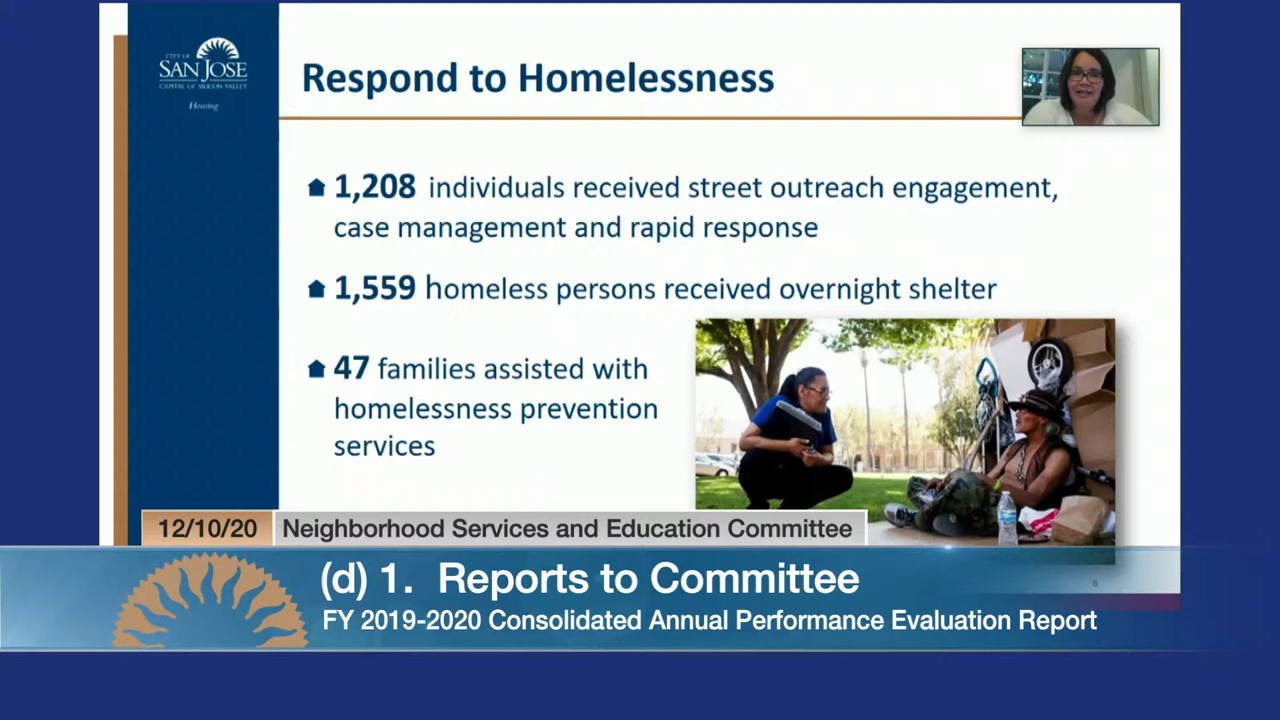 CITY OF
SAN JOSE
CAPITAL OF SILICON VALLEY
Housing
Respond to Homelessness
1,208 individuals received street outreach engagement,
case management and rapid response
1,559 homeless persons received overnight shelter
47 families assisted with
homelessness prevention
services
12/10/20 Neighborhood Services and Education Committee
(d) 1. Reports to Committee
FY 2019-2020 Consolidated Annual Performance Evaluation Report
6